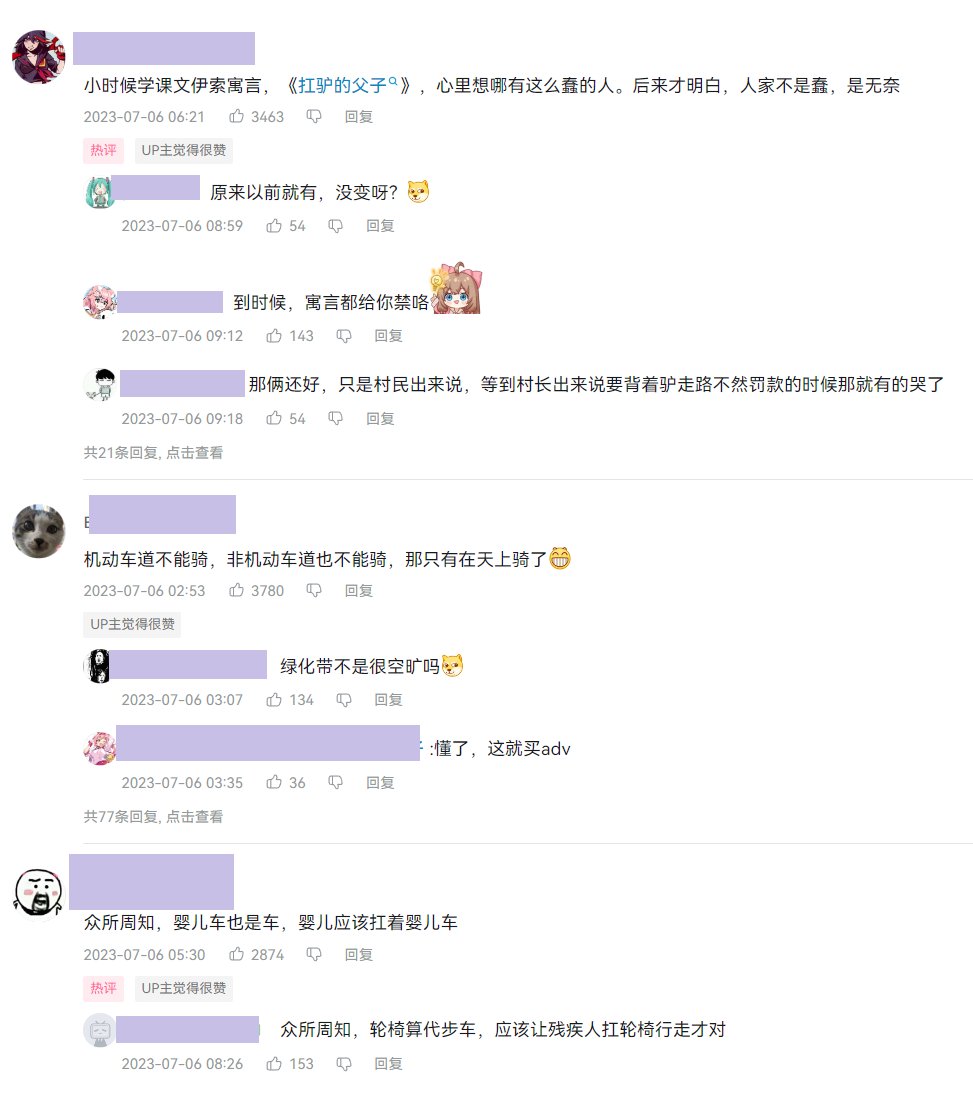 小时候学课文伊索寓言，《扛驴的父子》，心里想哪有这么蠢的人。后来才明白，人家不是蠢，是无奈
2023-07-06 06:21 3463 回复
热评 UP主觉得很赞
原来以前就有，没变呀？
2023-07-06 08:59 54 回复
到时候，寓言都给你禁咯
2023-07-06 09:12 143 回复
那俩还好，只是村民出来说，等到村长出来说要背着驴走路不然罚款的时候那就有的哭了
2023-07-06 09:18 54 回复
共21条回复, 点击查看
机动车道不能骑，非机动车道也不能骑，那只有在天上骑了
2023-07-06 02:53 3780 回复
UP主觉得很赞
绿化带不是很空旷吗
2023-07-06 03:07 134 回复
:懂了，这就买adv
2023-07-06 03:35 36 回复
共77条回复, 点击查看
众所周知，婴儿车也是车，婴儿应该扛着婴儿车
2023-07-06 05:30 2874 回复
热评 UP主觉得很赞
众所周知，轮椅算代步车，应该让残疾人扛轮椅行走才对
2023-07-06 08:26 153 回复